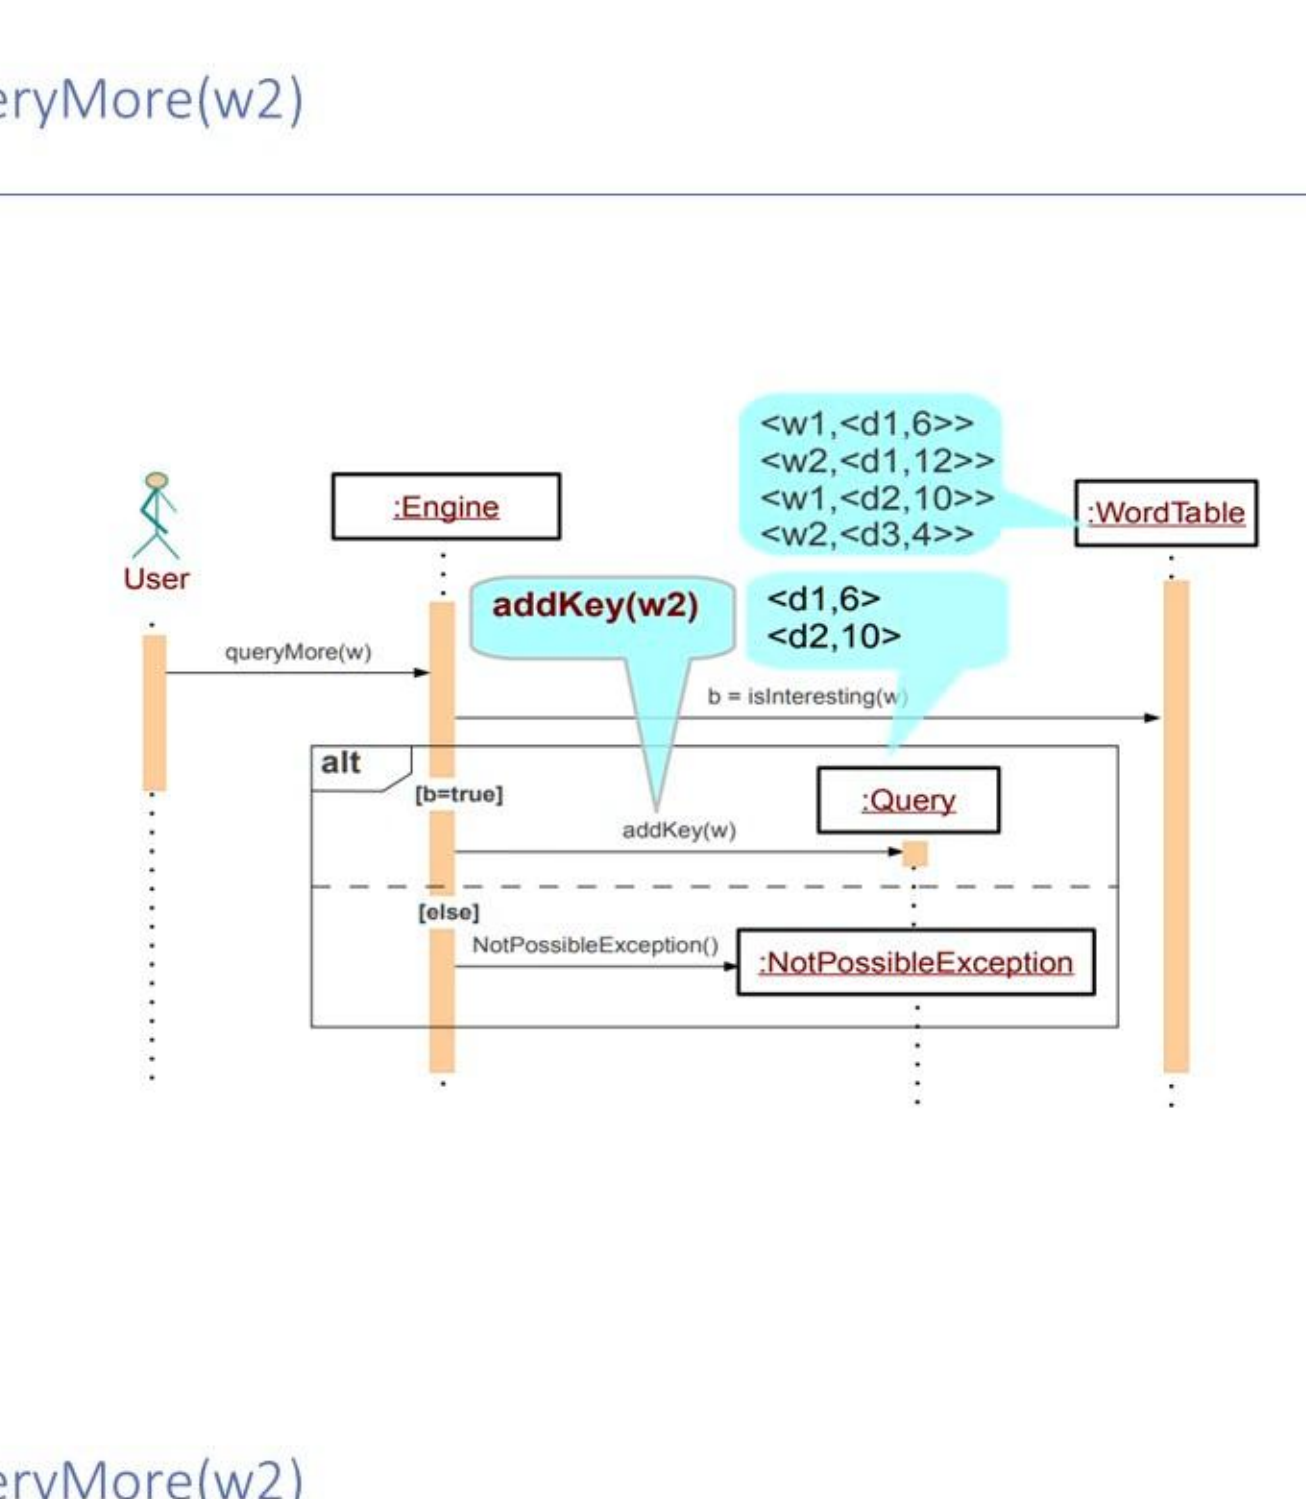 eryMore(w2)
<w1,<d1,6>>
<w2,<d1,12>>
<w1,<d2,10>>
<w2,<d3,4>>
:Engine
:WordTable
User
addKey(w2)
<d1,6>
<d2,10>
queryMore(w)
b = isInteresting(w)
alt
[b=true]
:Query
addKey(w)
[else]
NotPossibleException()
:NotPossibleException
eryMore(w2)